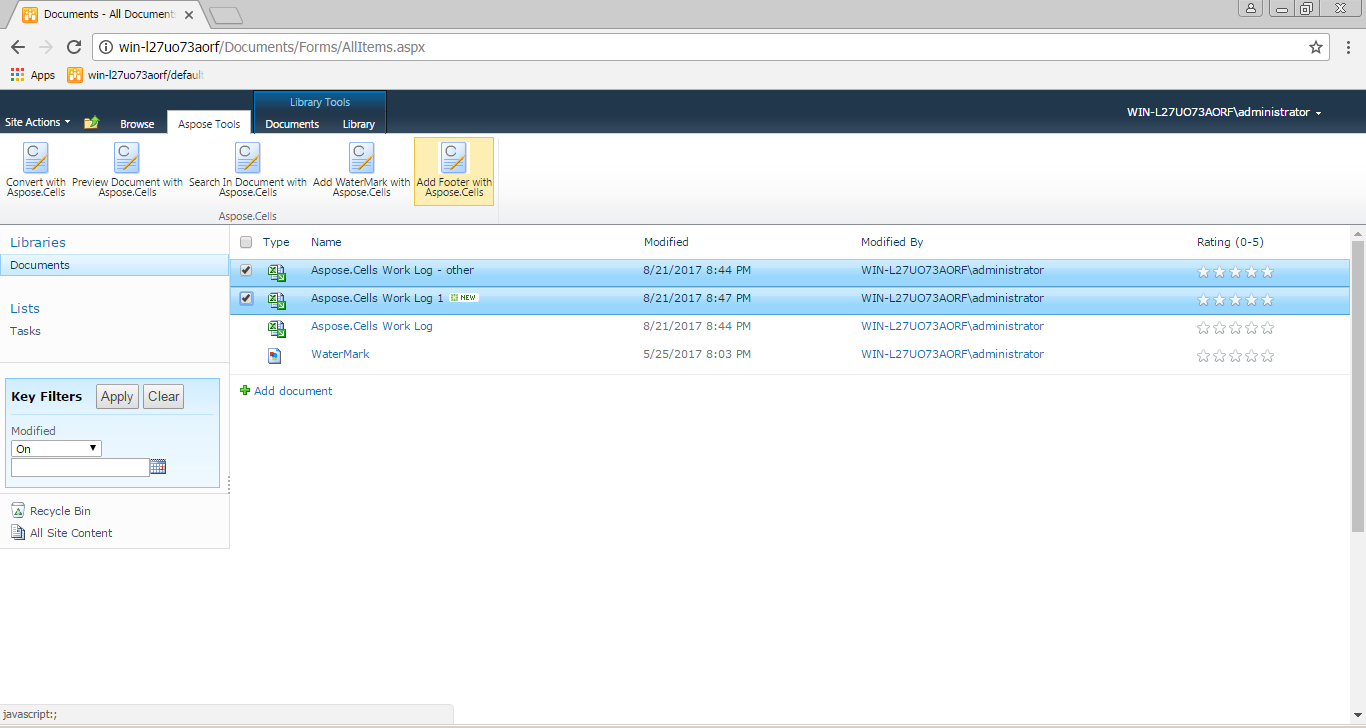 Documents - All Document
win-l27uo73aorf/Documents/Forms/AllItems.aspx
Apps
win-l27uo73aorf/default
Library Tools
Site Actions
Browse
Aspose Tools
Documents
Library
WIN-L27UO73AORF\administrator
Convert with
Aspose.Cells
Preview Document with
Aspose.Cells
Search In Document with
Aspose.Cells
Add WaterMark with
Aspose.Cells
Add Footer with
Aspose.Cells
Aspose.Cells
Libraries
Documents
Lists
Tasks
Key Filters
Apply
Clear
Modified
On
Recycle Bin
All Site Content
Type Name Modified Modified By Rating (0-5)
Aspose.Cells Work Log - other 8/21/2017 8:44 PM WIN-L27UO73AORF\administrator
Aspose.Cells Work Log 1 NEW 8/21/2017 8:47 PM WIN-L27UO73AORF\administrator
Aspose.Cells Work Log 8/21/2017 8:44 PM WIN-L27UO73AORF\administrator
WaterMark 5/25/2017 8:03 PM WIN-L27UO73AORF\administrator
Add document
javascript:;